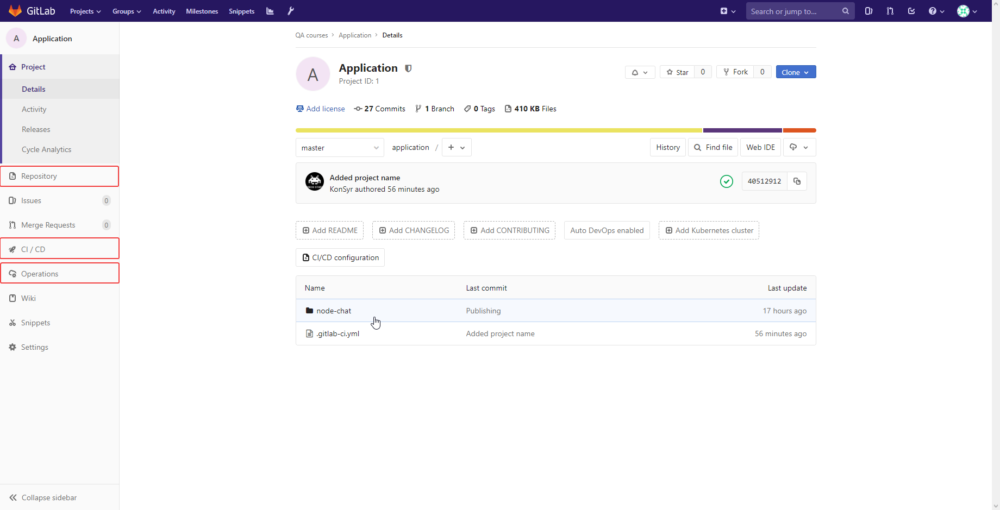 GitLab Projects Groups Activity Milestones Snippets Search or jump to...
A Application
Project
Details
Activity
Releases
Cycle Analytics
Repository
Issues 0
Merge Requests 0
CI / CD
Operations
Wiki
Snippets
Settings
Collapse sidebar
QA courses > Application > Details
A
Application
Project ID: 1
Star 0 Fork 0 Clone
Add license 27 Commits 1 Branch 0 Tags 410 KB Files
master application / + History Find file Web IDE
Added project name
KonSyr authored 56 minutes ago
40512912
Add README Add CHANGELOG Add CONTRIBUTING Auto DevOps enabled Add Kubernetes cluster
CI/CD configuration
Name Last commit Last update
node-chat Publishing 17 hours ago
.gitlab-ci.yml Added project name 56 minutes ago